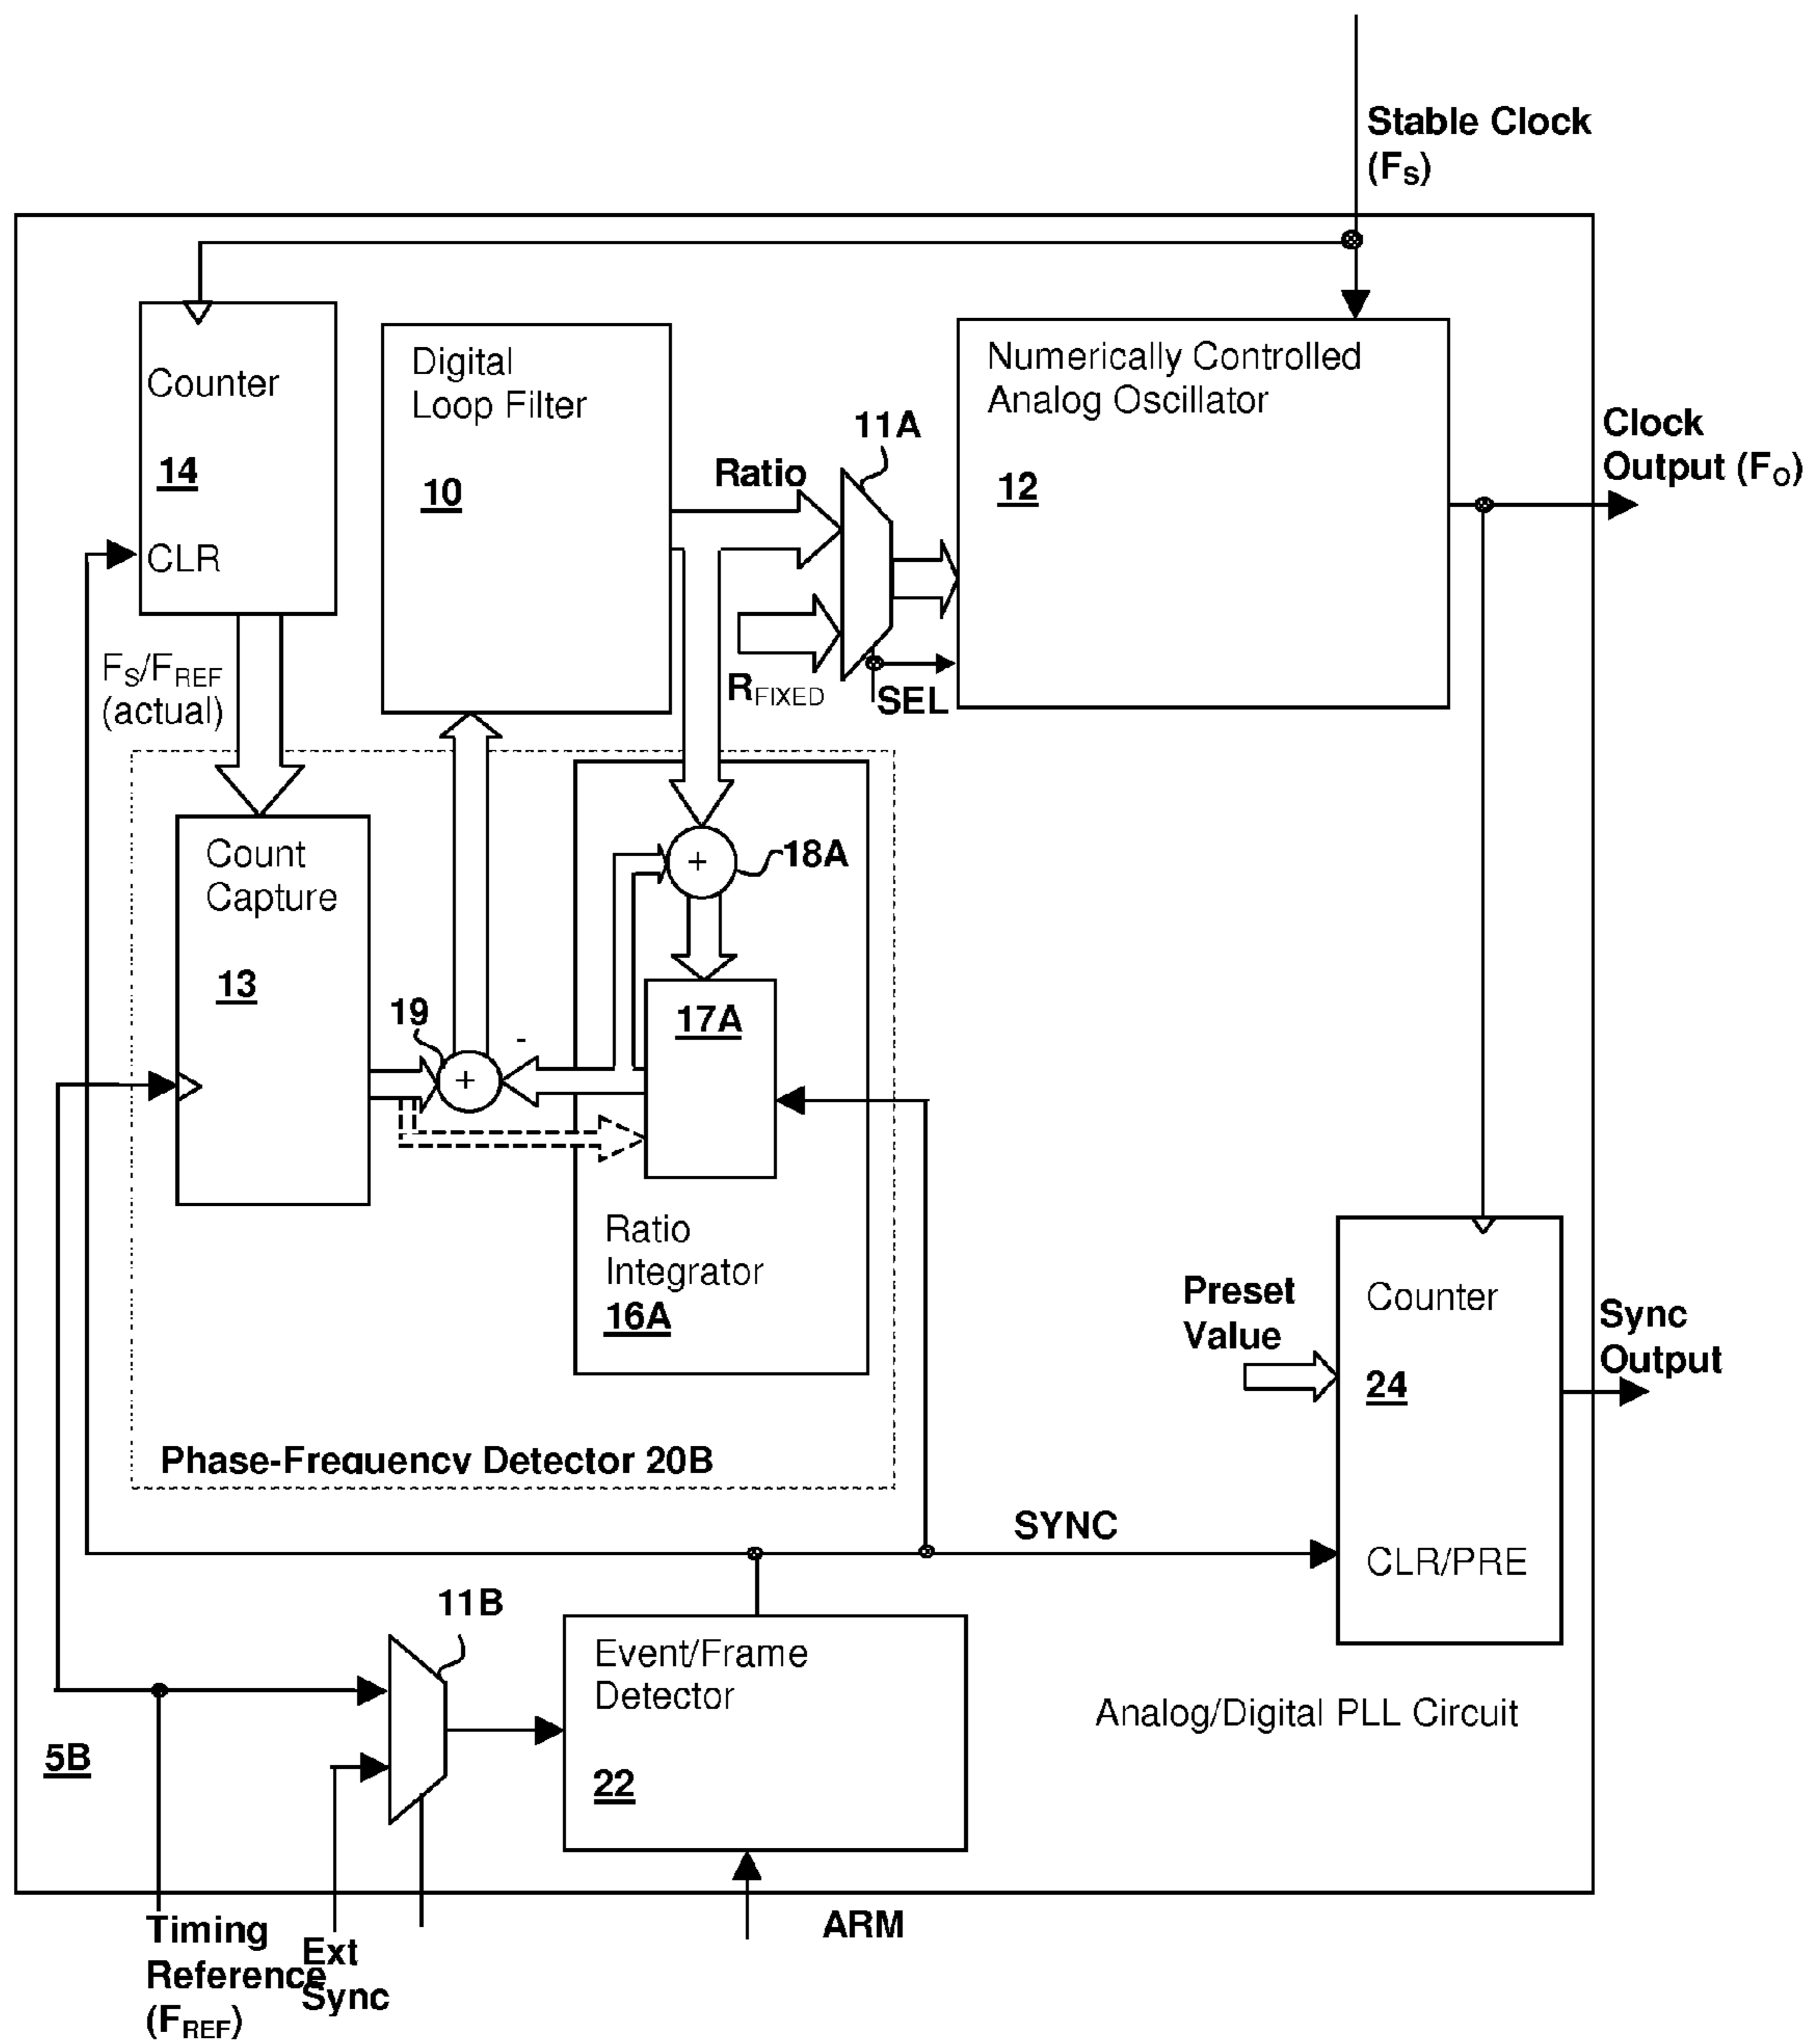 Stable Clock
(FS)
Counter
14
CLR
Digital
Loop Filter
10
Ratio
11A
Numerically Controlled
Analog Oscillator
12
Clock
Output (FO)
FS/FREF
(actual)
RFIXED
SEL
Count
Capture
13
+
18A
17A
19
-
+
Ratio
Integrator
16A
Preset
Value
Counter
24
CLR/PRE
Sync
Output
Phase-Frequency Detector 20B
SYNC
11B
Event/Frame
Detector
22
Analog/Digital PLL Circuit
5B
Timing
Reference
(FREF)
Ext
Sync
ARM